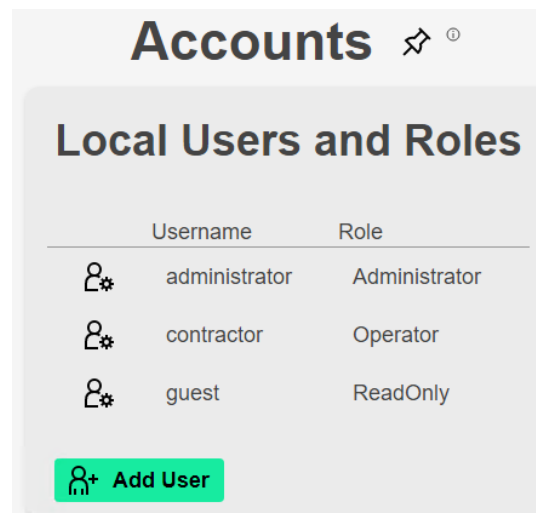 Accounts
Local Users and Roles
Username Role
administrator Administrator
contractor Operator
guest ReadOnly
Add User